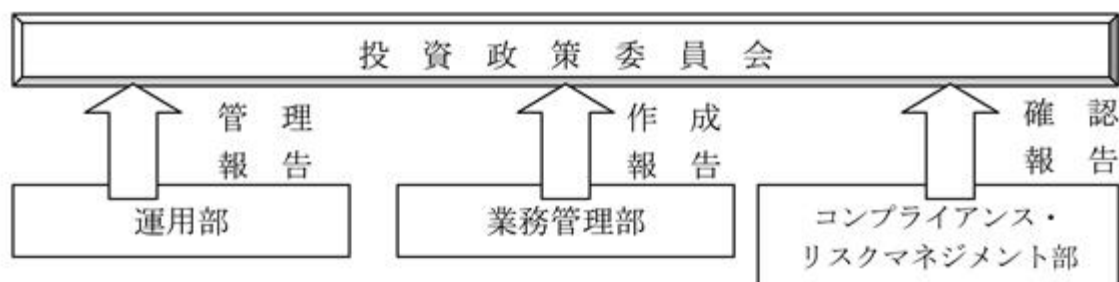 投資政策委員会
管理
報告
作成
報告
確認
報告
運用部
業務管理部
コンプライアンス・
リスクマネジメント部